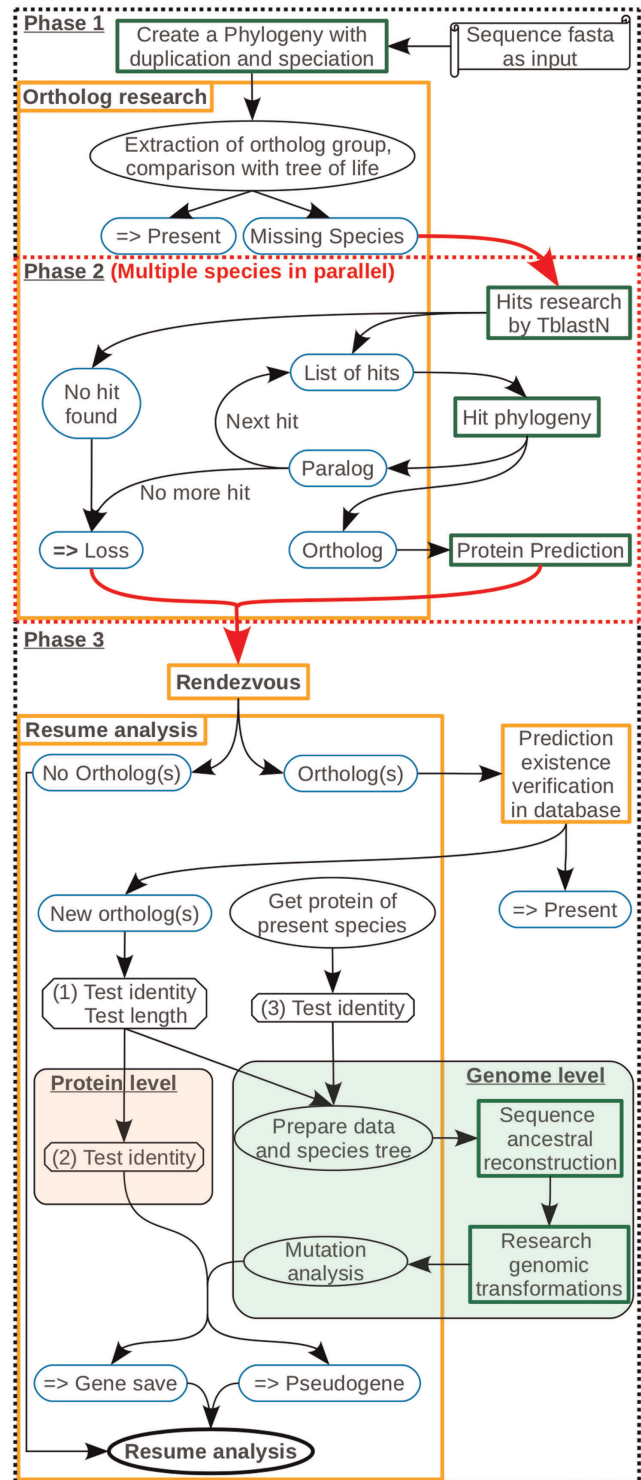 Phase 1
Create a Phylogeny with
duplication and speciation
Sequence fasta
as input
Ortholog research
Extraction of ortholog group,
comparison with tree of life
=> Present
Missing Species
Phase 2 (Multiple species in parallel)
Hits research
by TblastN
No hit
found
List of hits
Next hit
Hit phylogeny
Paralog
No more hit
=> Loss
Ortholog
Protein Prediction
Phase 3
Rendezvous
Resume analysis
No Ortholog(s)
Ortholog(s)
Prediction
existence
verification
in database
New ortholog(s)
Get protein of
present species
=> Present
(1) Test identity
Test length
(3) Test identity
Protein level
Genome level
(2) Test identity
Prepare data
and species tree
Sequence
ancestral
reconstruction
Mutation
analysis
Research
genomic
transformations
=> Gene save
=> Pseudogene
Resume analysis